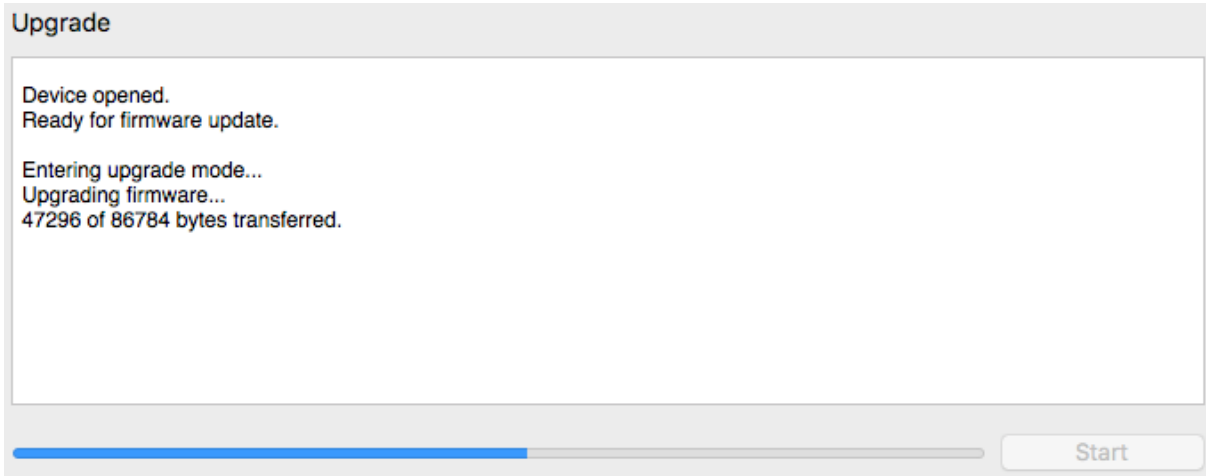 Upgrade
Device opened.
Ready for firmware update.
Entering upgrade mode...
Upgrading firmware...
47296 of 86784 bytes transferred.
Start